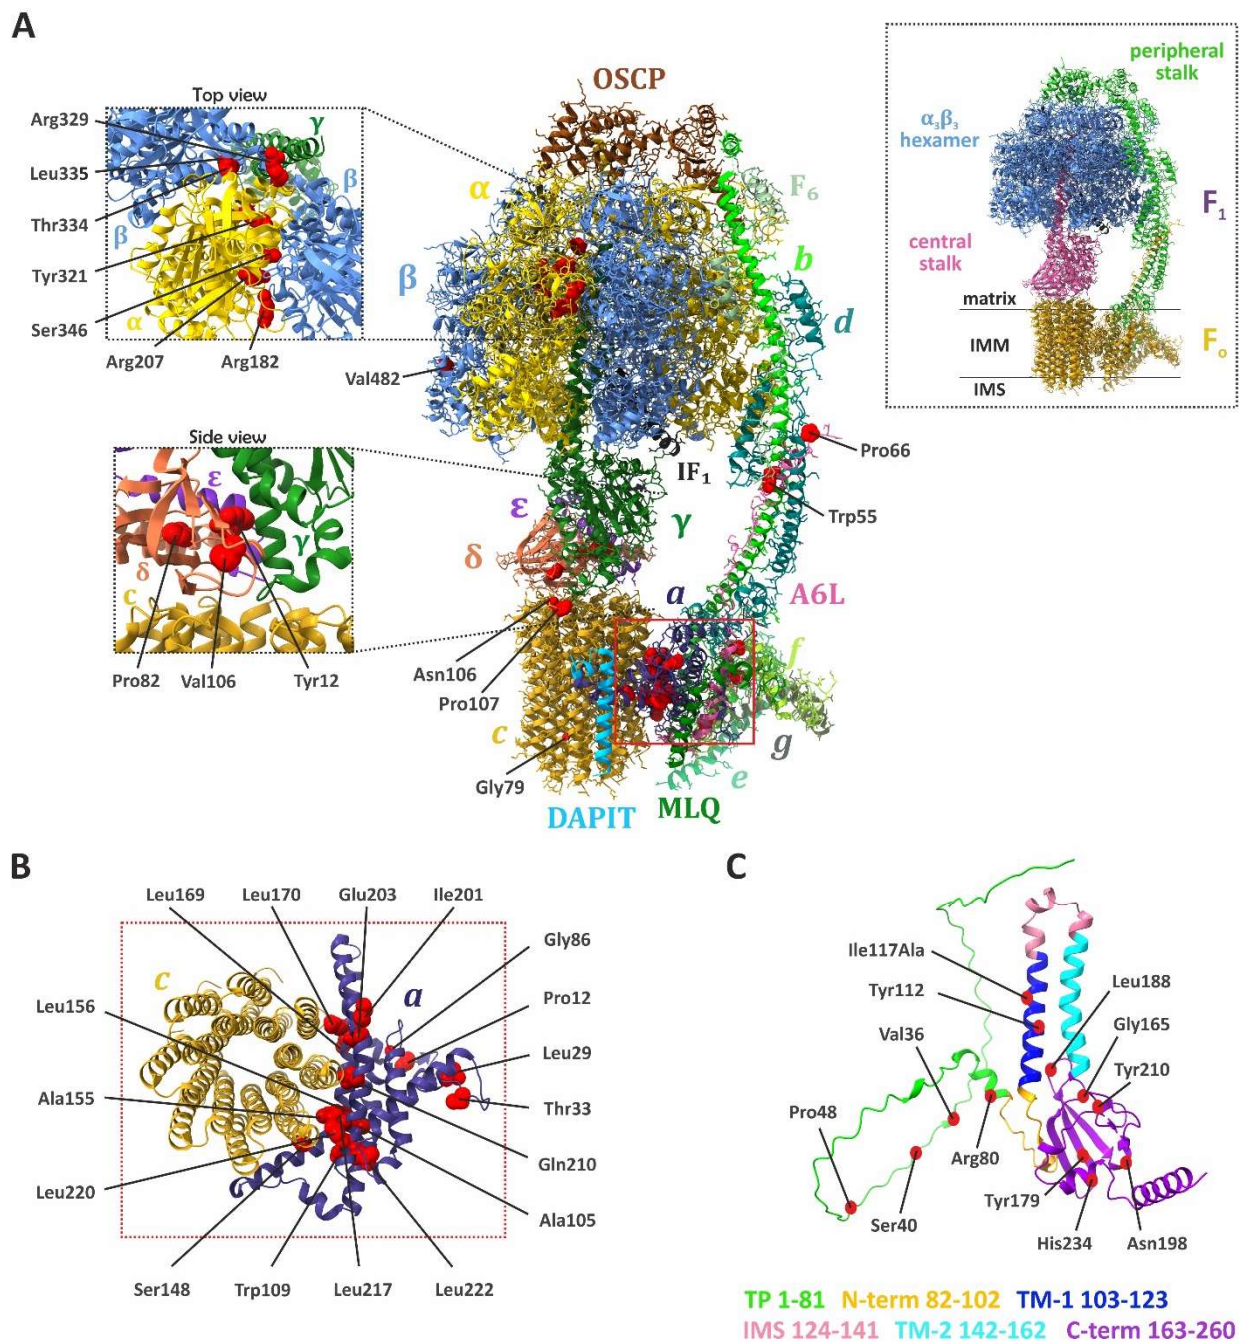 A
Top view
Arg329
Leu335
Thr334
Tyr321
Ser346
Arg207
Arg182
γ
β
β
α
Side view
ε
γ
δ
c
Pro82
Val106
Tyr12
OSCP
α
F6
β
b
d
Val482
Pro66
IF1
Trp55
ε
γ
δ
a
A6L
Asn106
Pro107
f
c
g
Gly79
e
DAPIT
MLQ
peripheral
stalk
α3β3
hexamer
F1
central
stalk
matrix
IMM
Fo
IMS
B
Leu169
Leu170
Glu203
Ile201
Gly86
c
a
Pro12
Leu156
Leu29
Ala155
Thr33
Gln210
Leu220
Ala105
Ser148
Trp109
Leu217
Leu222
C
Ile117Ala
Tyr112
Leu188
Val36
Gly165
Tyr210
Pro48
Arg80
Ser40
Tyr179
His234
Asn198
TP 1-81 N-term 82-102 TM-1 103-123
IMS 124-141 TM-2 142-162 C-term 163-260